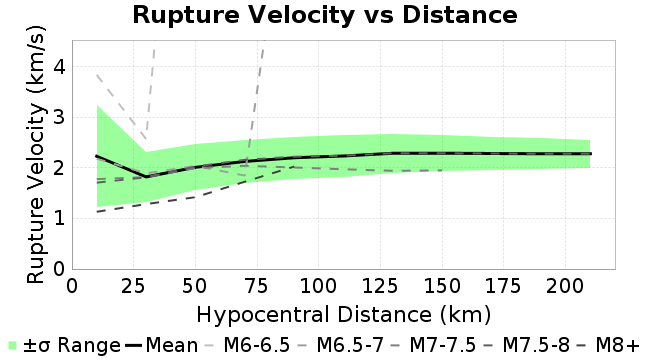 Rupture Velocity vs Distance
Rupture Velocity (km/s)
4
3
2
1
0
0 25 50 75 100 125 150 175 200
Hypocentral Distance (km)
±σ Range Mean M6-6.5 M6.5-7 M7-7.5 M7.5-8 M8+